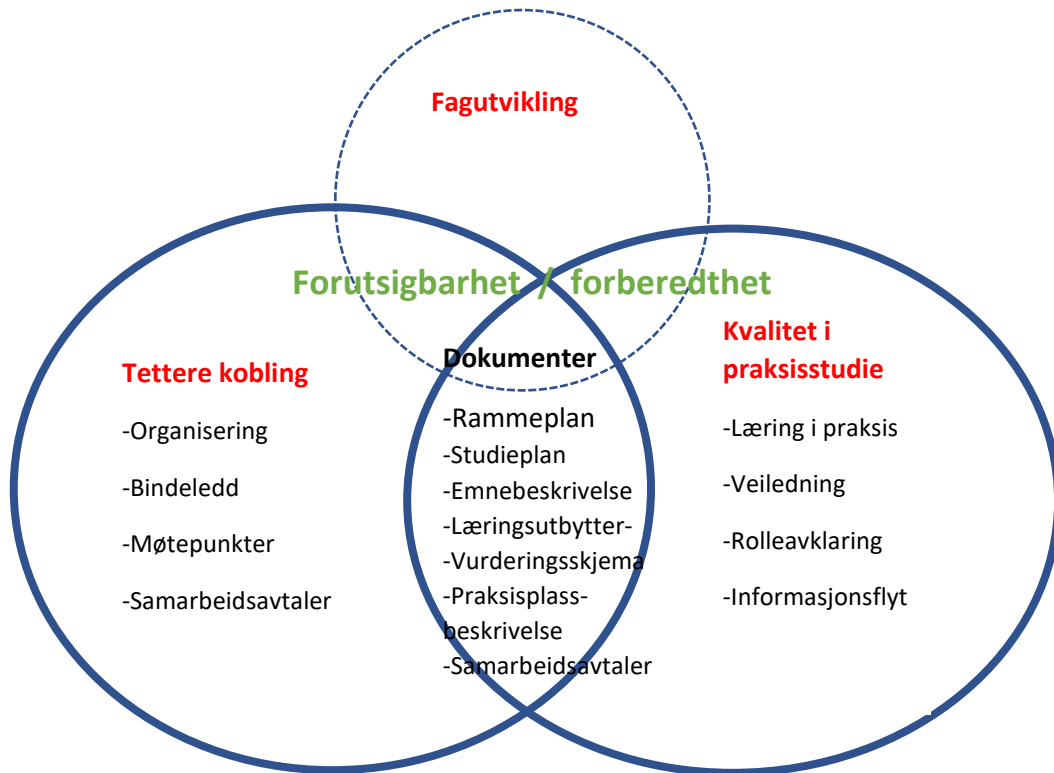 Fagutvikling
Forutsigbarhet / forberedthet
Tettere kobling
-Organisering
-Bindeledd
-Møtepunkter
-Samarbeidsavtaler
Dokumenter
-Rammeplan
-Studieplan
-Emnebeskrivelse
-Læringsutbytter-
-Vurderingsskjema
-Praksisplass-
beskrivelse
-Samarbeidsavtaler
Kvalitet i
praksisstudie
-Læring i praksis
-Veiledning
-Rolleavklaring
-Informasjonsflyt